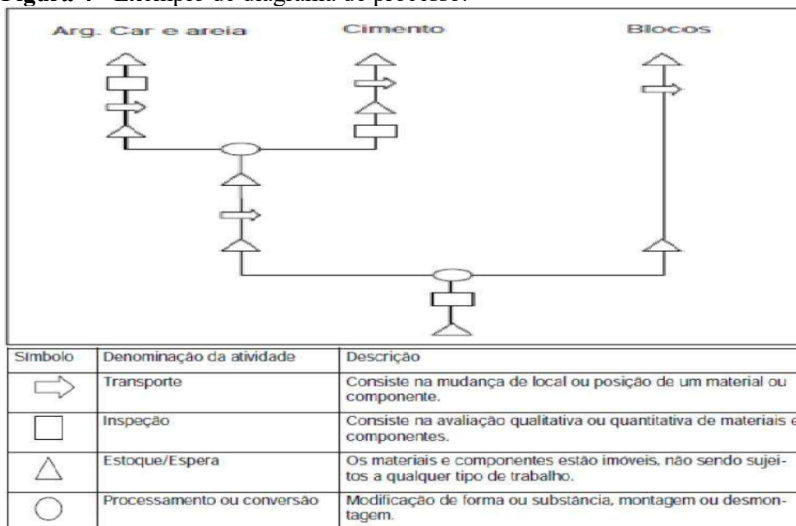 Figura 4 - Exemplo de diagrama de processo.
Arg. Car e areia Cimento Blocos
Símbolo Denominação da atividade Descrição
Transporte Consiste na mudança de local ou posição de um material ou
componente.
Inspeção Consiste na avaliação qualitativa ou quantitativa de materiais e
componentes.
Estoque/Espera Os materiais e componentes estão imóveis, não sendo sujei-
tos a qualquer tipo de trabalho.
Processamento ou conversão Modificação de forma ou substância, montagem ou desmon-
tagem.